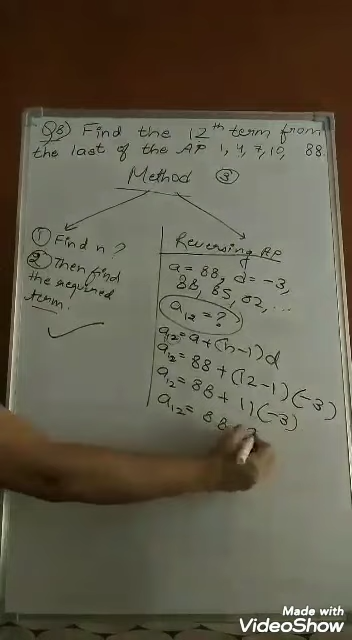 Q8) Find the 12th term from
the last of the AP 1, 4, 7, 10, 88.
Method ③
① Find n?
② Then find
the required
term.
Reversing AP
a = 88, d = -3,
88, 85, 82, ...
a12 = ?
a12 = a + (n-1)d
a12 = 88 + (12-1)(-3)
a12 = 88 + 11(-3)
a12 = 88
Made with
VideoShow